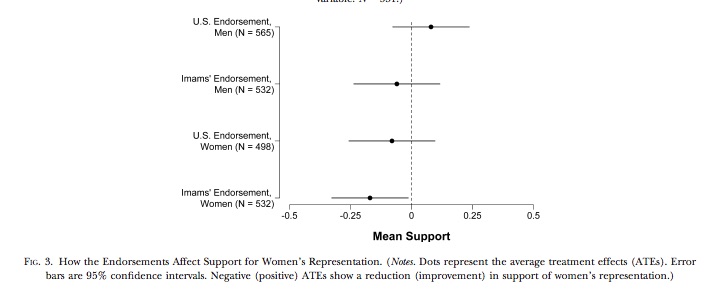 U.S. Endorsement,
Men (N = 565)
Imams' Endorsement,
Men (N = 532)
U.S. Endorsement,
Women (N = 498)
Imams' Endorsement,
Women (N = 532)
-0.5 -0.25 0 0.25 0.5
Mean Support
FIG. 3. How the Endorsements Affect Support for Women's Representation. (Notes. Dots represent the average treatment effects (ATEs). Error
bars are 95% confidence intervals. Negative (positive) ATEs show a reduction (improvement) in support of women's representation.)